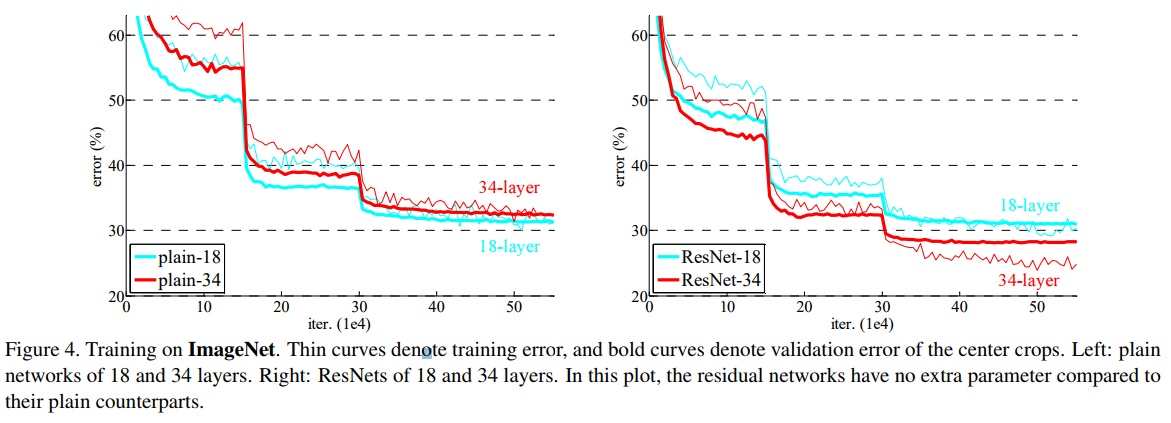 60
50
40
30
20
error (%)
0
10
20
30
40
50
iter. (1e4)
34-layer
18-layer
plain-18
plain-34
60
50
40
30
20
error (%)
0
10
20
30
40
50
iter. (1e4)
18-layer
34-layer
ResNet-18
ResNet-34
Figure 4. Training on ImageNet. Thin curves denote training error, and bold curves denote validation error of the center crops. Left: plain
networks of 18 and 34 layers. Right: ResNets of 18 and 34 layers. In this plot, the residual networks have no extra parameter compared to
their plain counterparts.